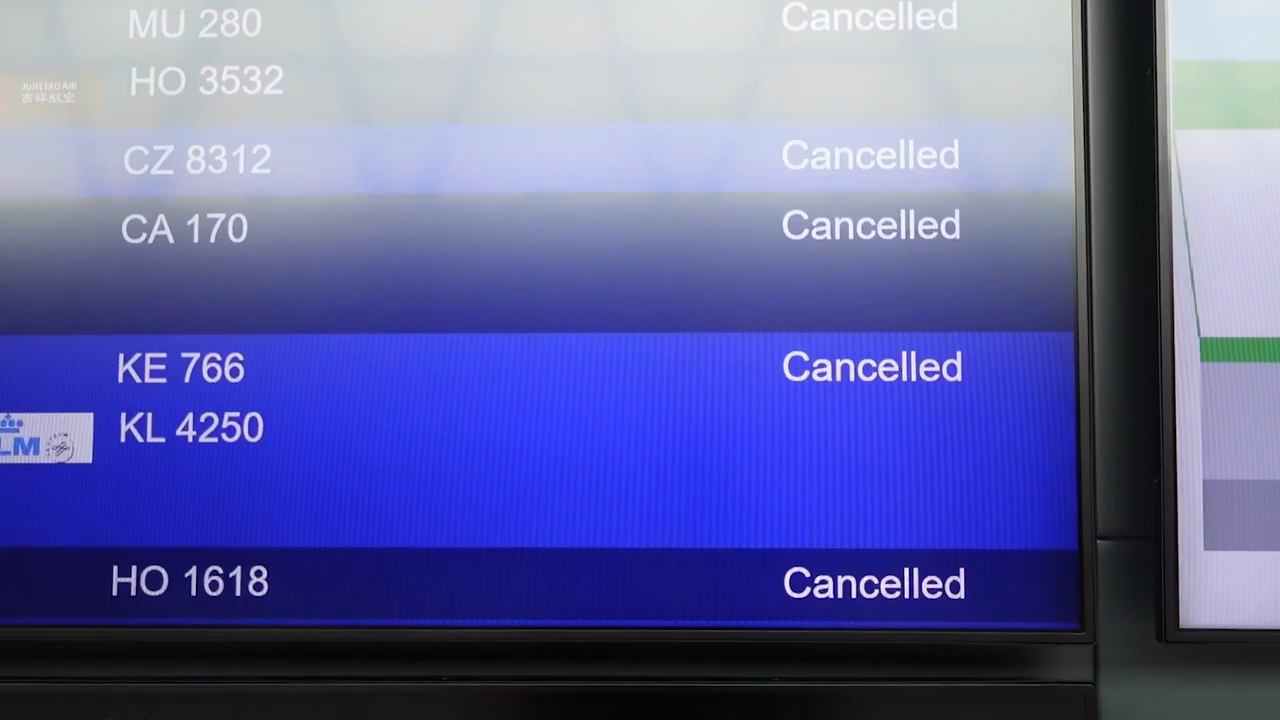 MU 280 Cancelled
JUNEYAO AIR
吉祥航空
HO 3532
CZ 8312 Cancelled
CA 170 Cancelled
KE 766 Cancelled
LM
KL 4250
HO 1618 Cancelled